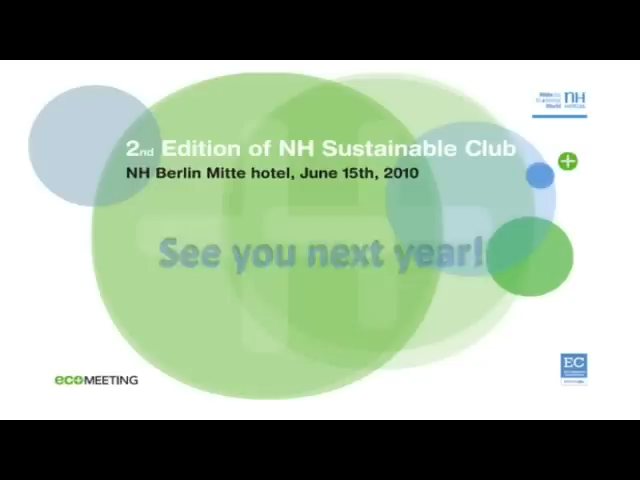 nH
2nd Edition of NH Sustainable Club
NH Berlin Mitte hotel, June 15th, 2010
See you next year!
ecoMEETING
EC